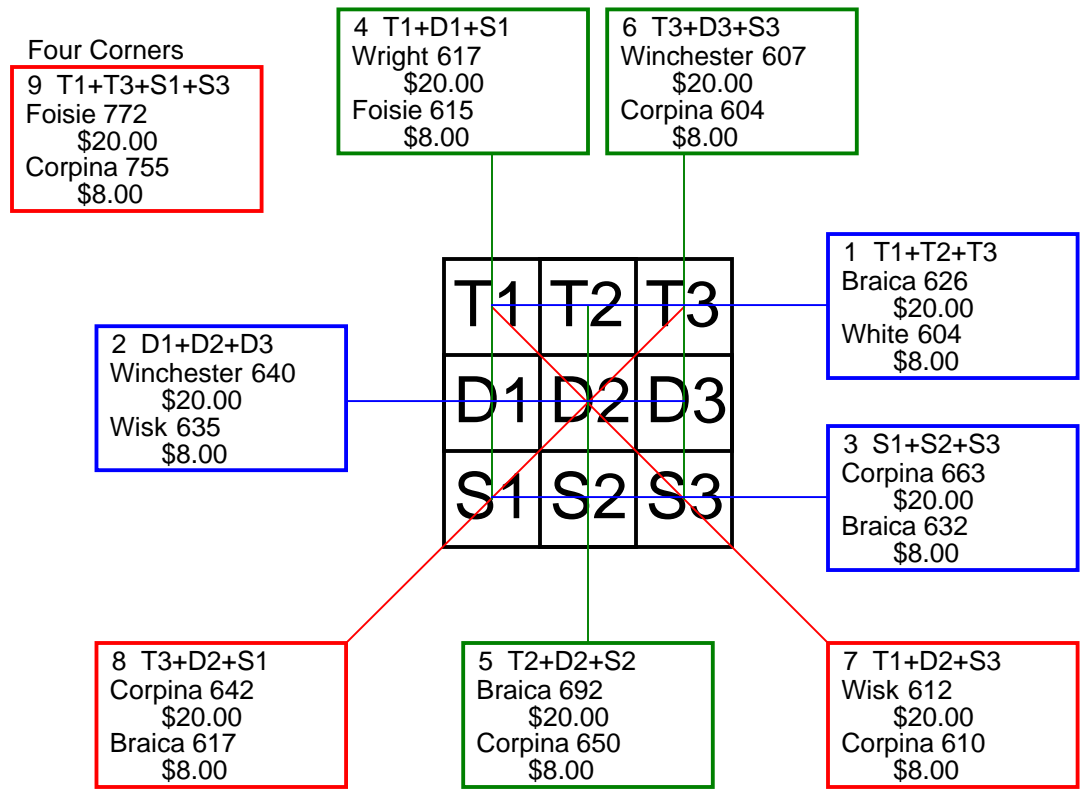 Four Corners
9 T1+T3+S1+S3
Foisie 772
$20.00
Corpina 755
$8.00
4 T1+D1+S1
Wright 617
$20.00
Foisie 615
$8.00
6 T3+D3+S3
Winchester 607
$20.00
Corpina 604
$8.00
1 T1+T2+T3
Braica 626
$20.00
White 604
$8.00
2 D1+D2+D3
Winchester 640
$20.00
Wisk 635
$8.00
T1 T2 T3
D1 D2 D3
S1 S2 S3
3 S1+S2+S3
Corpina 663
$20.00
Braica 632
$8.00
8 T3+D2+S1
Corpina 642
$20.00
Braica 617
$8.00
5 T2+D2+S2
Braica 692
$20.00
Corpina 650
$8.00
7 T1+D2+S3
Wisk 612
$20.00
Corpina 610
$8.00